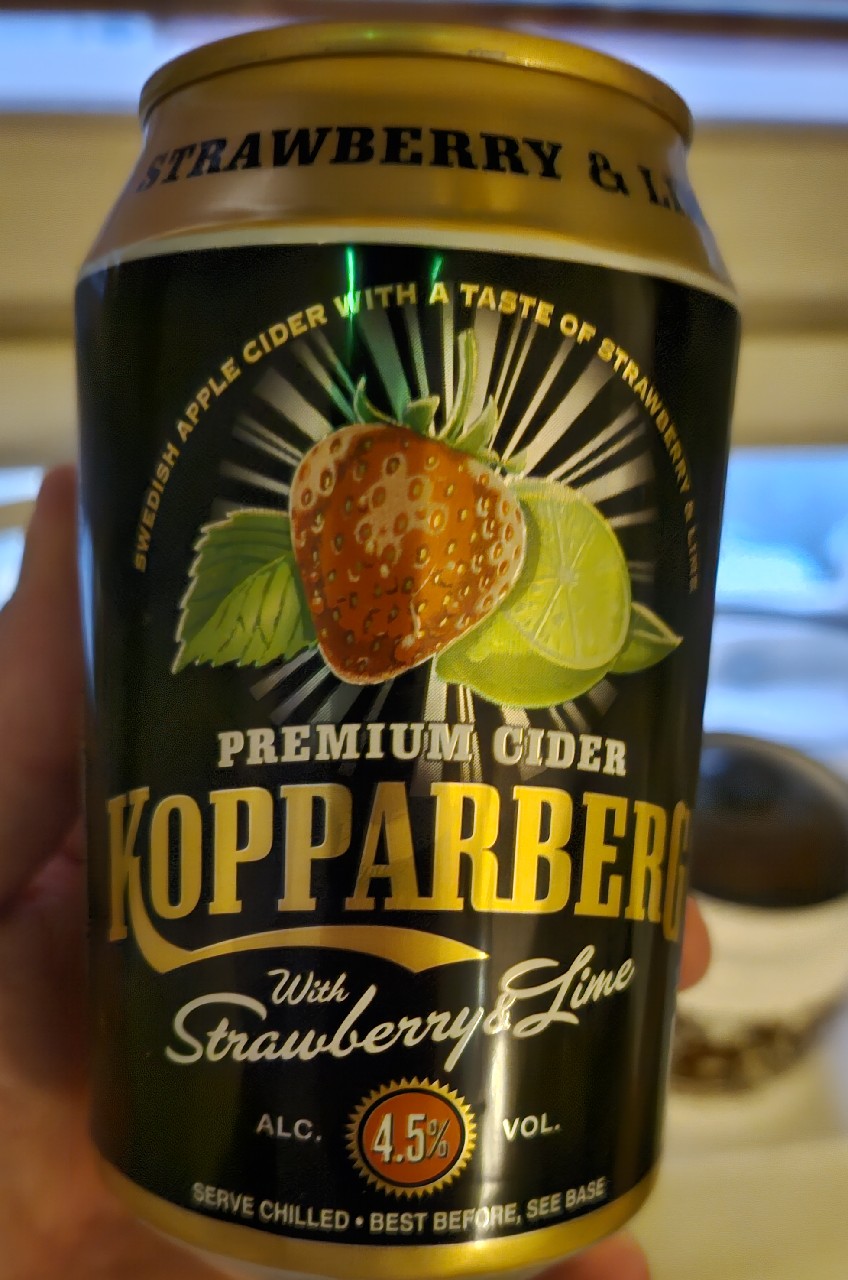 STRAWBERRY &
SWEDISH APPLE CIDER WITH A TASTE OF STRAWBERRY & LIME
PREMIUM CIDER
KOPPARBERG
With
Strawberry & Lime
ALC. 4.5% VOL.
SERVE CHILLED • BEST BEFORE, SEE BASE